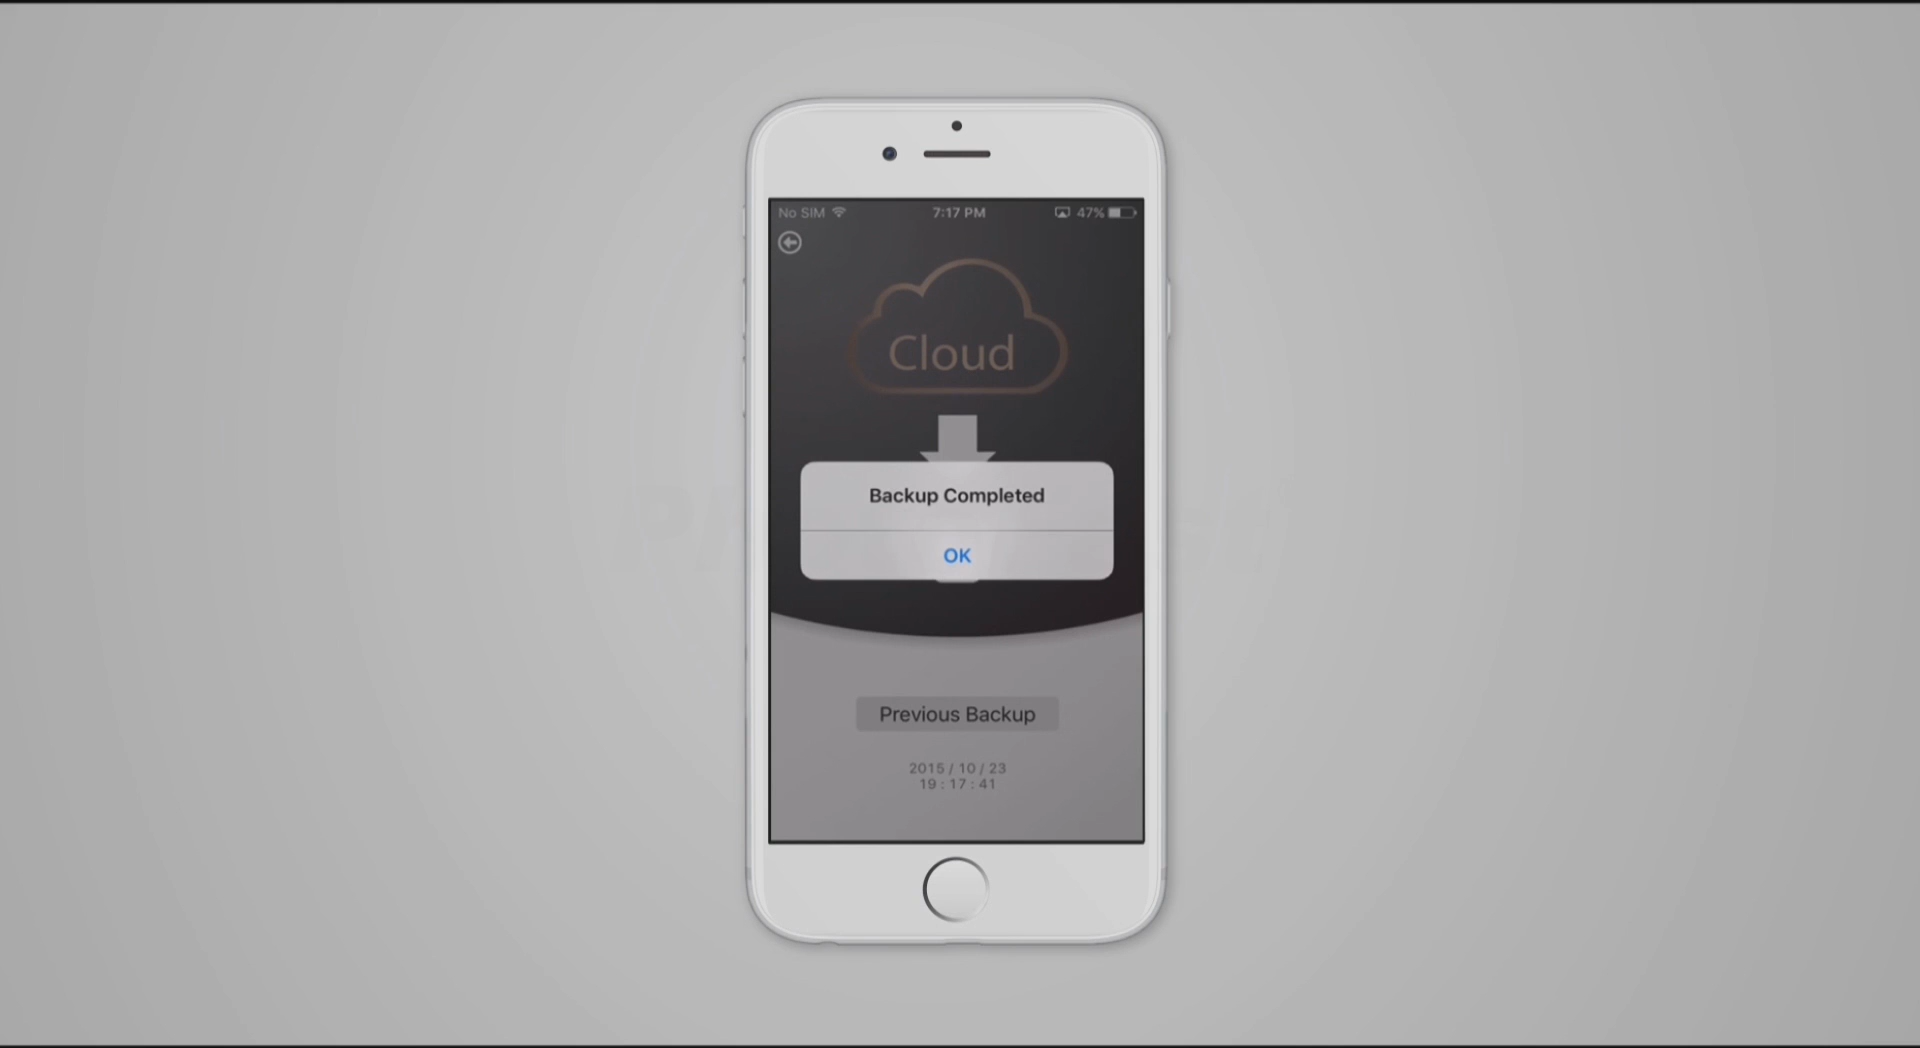 No SIM 7:17 PM 47%
Cloud
Backup Completed
OK
Previous Backup
2015 / 10 / 23
19 : 17 : 41